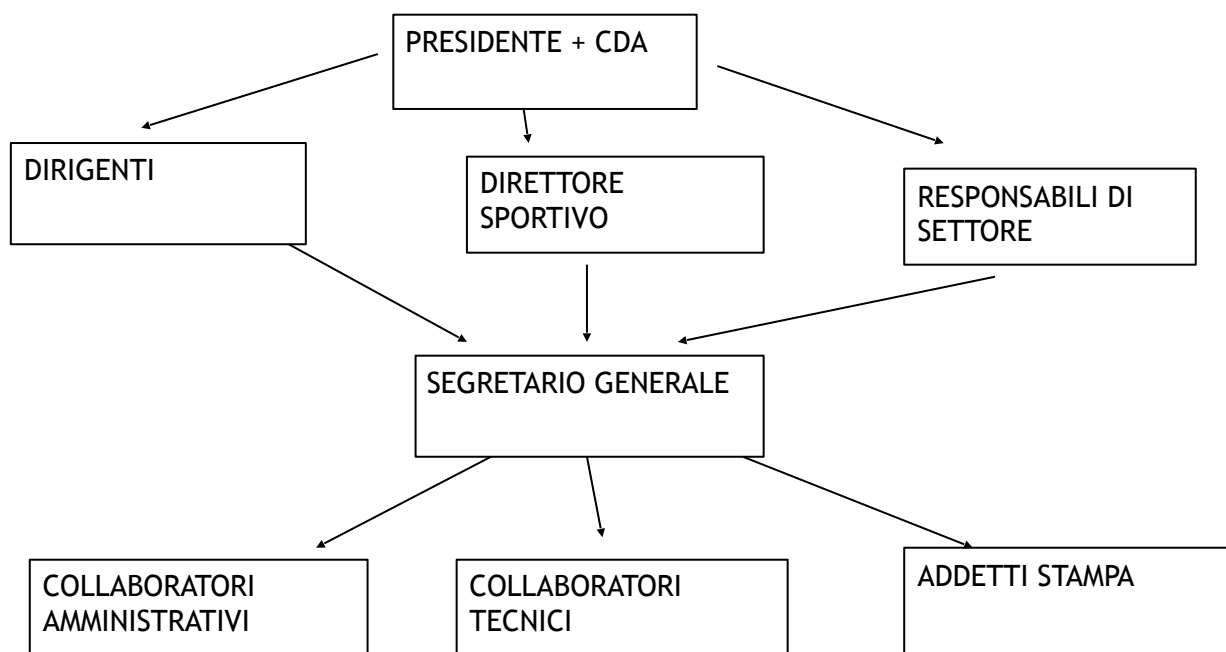 PRESIDENTE + CDA
DIRIGENTI
DIRETTORE
SPORTIVO
RESPONSABILI DI
SETTORE
SEGRETARIO GENERALE
COLLABORATORI
AMMINISTRATIVI
COLLABORATORI
TECNICI
ADDETTI STAMPA